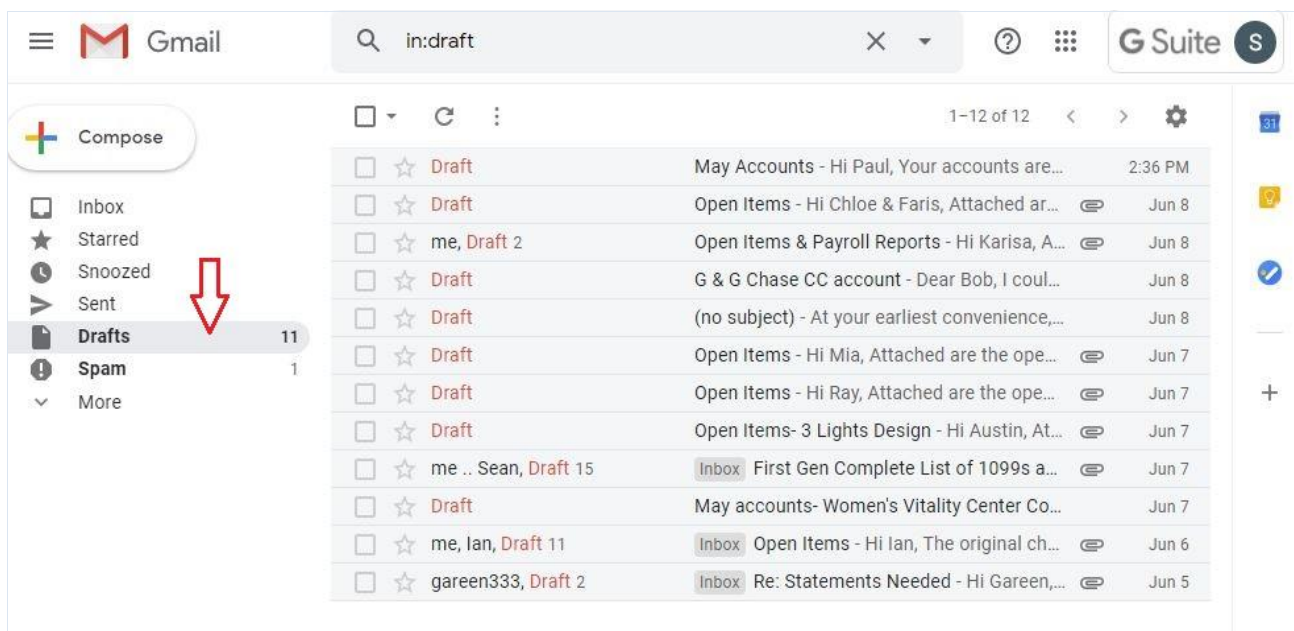 Gmail
in:draft
G Suite S
Compose
1–12 of 12
31
Inbox
Starred
Snoozed
Sent
Drafts 11
Spam 1
More
Draft May Accounts - Hi Paul, Your accounts are... 2:36 PM
Draft Open Items - Hi Chloe & Faris, Attached ar... Jun 8
me, Draft 2 Open Items & Payroll Reports - Hi Karisa, A... Jun 8
Draft G & G Chase CC account - Dear Bob, I coul... Jun 8
Draft (no subject) - At your earliest convenience,... Jun 8
Draft Open Items - Hi Mia, Attached are the ope... Jun 7
Draft Open Items - Hi Ray, Attached are the ope... Jun 7
Draft Open Items- 3 Lights Design - Hi Austin, At... Jun 7
me .. Sean, Draft 15 Inbox First Gen Complete List of 1099s a... Jun 7
Draft May accounts- Women's Vitality Center Co... Jun 7
me, Ian, Draft 11 Inbox Open Items - Hi Ian, The original ch... Jun 6
gareen333, Draft 2 Inbox Re: Statements Needed - Hi Gareen,... Jun 5